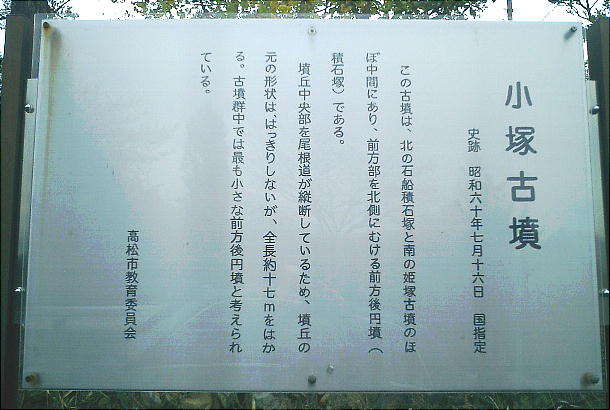 小塚古墳
史跡　昭和六十年七月十六日　国指定
この古墳は、北の石船積石塚と南の姫塚古墳のほ
ぼ中間にあり、前方部を北側にむける前方後円墳（
積石塚）である。
墳丘中央部を尾根道が縦断しているため、墳丘の
元の形状は、はっきりしないが、全長約十七mをはか
る。古墳群中では最も小さな前方後円墳と考えられ
ている。
高松市教育委員会